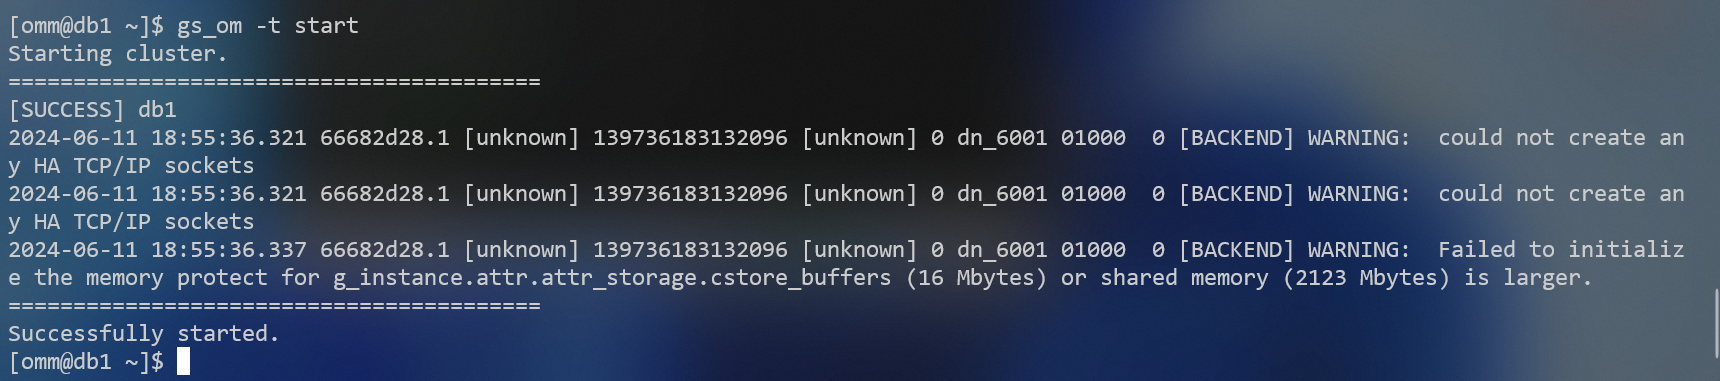 [omm@db1 ~]$ gs_om -t start
Starting cluster.
=========================================
[SUCCESS] db1
2024-06-11 18:55:36.321 66682d28.1 [unknown] 139736183132096 [unknown] 0 dn_6001 01000  0 [BACKEND] WARNING:  could not create an
y HA TCP/IP sockets
2024-06-11 18:55:36.321 66682d28.1 [unknown] 139736183132096 [unknown] 0 dn_6001 01000  0 [BACKEND] WARNING:  could not create an
y HA TCP/IP sockets
2024-06-11 18:55:36.337 66682d28.1 [unknown] 139736183132096 [unknown] 0 dn_6001 01000  0 [BACKEND] WARNING:  Failed to initializ
e the memory protect for g_instance.attr.attr_storage.cstore_buffers (16 Mbytes) or shared memory (2123 Mbytes) is larger.
=========================================
Successfully started.
[omm@db1 ~]$